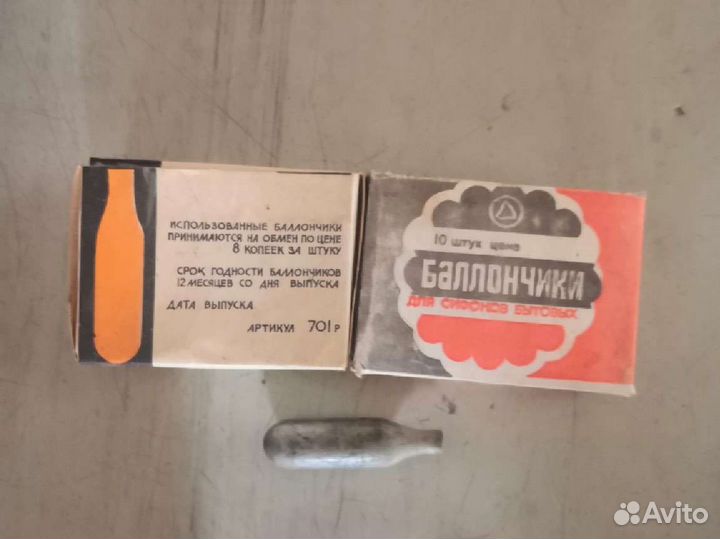 ИСПОЛЬЗОВАННЫЕ БАЛЛОНЧИКИ
ПРИНИМАЮТСЯ НА ОБМЕН ПО ЦЕНЕ
8 КОПЕЕК ЗА ШТУКУ
СРОК ГОДНОСТИ БАЛЛОНЧИКОВ
12 МЕСЯЦЕВ СО ДНЯ ВЫПУСКА
ДАТА ВЫПУСКА
АРТИКУЛ 701Р
10 штук цена
БАЛЛОНЧИКИ
ДЛЯ СИФОНОВ БЫТОВЫХ
Avito